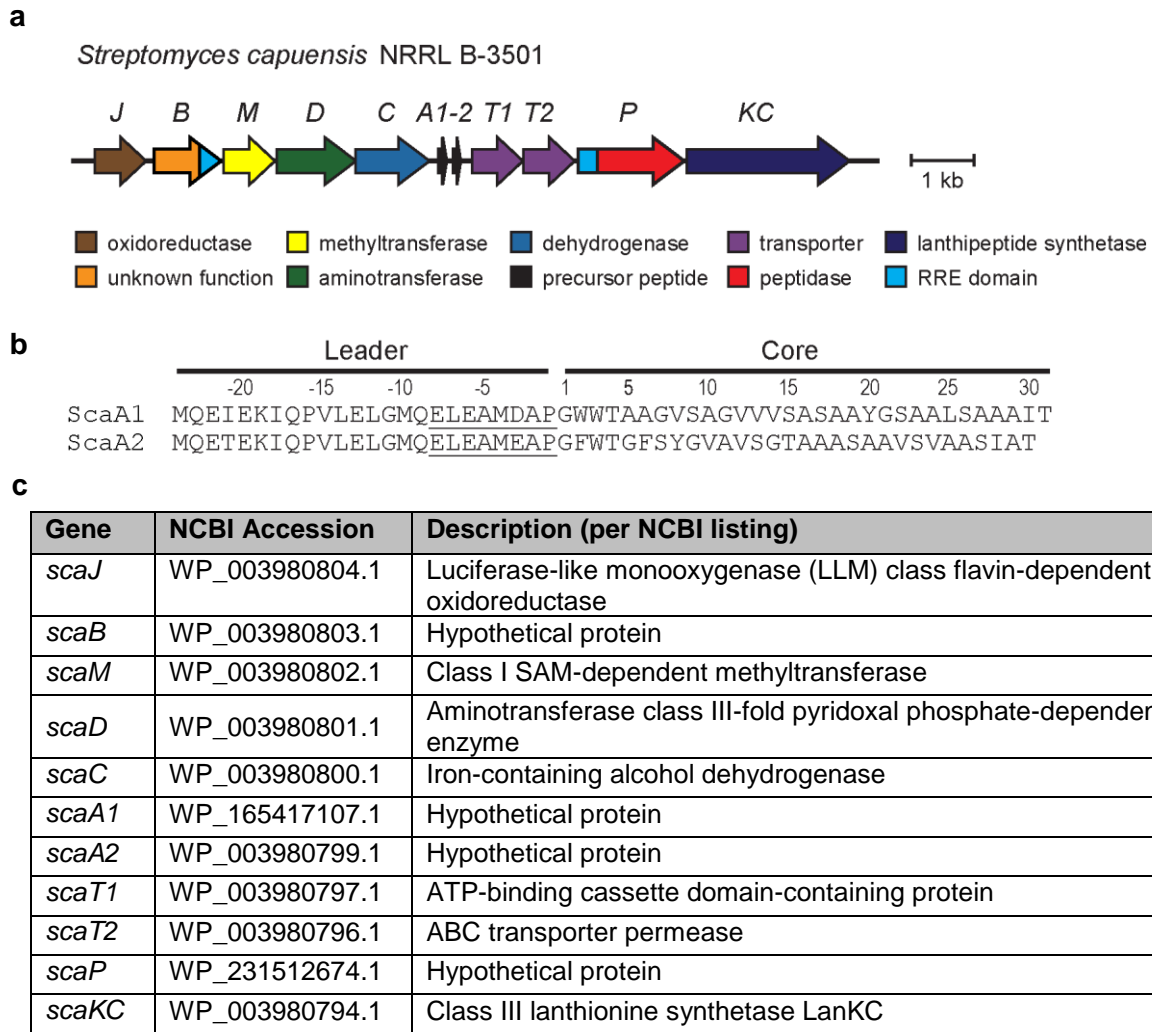 a
Streptomyces capuensis NRRL B-3501
J B M D C A1-2 T1 T2 P KC
1 kb
oxidoreductase methyltransferase dehydrogenase transporter lanthipeptide synthetase
unknown function aminotransferase precursor peptide peptidase RRE domain
b
Leader Core
-20 -15 -10 -5 1 5 10 15 20 25 30
ScaA1 MQEIEKIQPVLELGMQELEAMDAPGWWTAAGVSAGVVVSASAAYGSAALSAAAIT
ScaA2 MQETEKIQPVLELGMQELEAMEAPGFWTGFSYGVAVSGTAAASAAVSVAASIAT
c
Gene NCBI Accession Description (per NCBI listing)
scaJ WP_003980804.1 Luciferase-like monooxygenase (LLM) class flavin-dependent
oxidoreductase
scaB WP_003980803.1 Hypothetical protein
scaM WP_003980802.1 Class I SAM-dependent methyltransferase
scaD WP_003980801.1 Aminotransferase class III-fold pyridoxal phosphate-dependen
enzyme
scaC WP_003980800.1 Iron-containing alcohol dehydrogenase
scaA1 WP_165417107.1 Hypothetical protein
scaA2 WP_003980799.1 Hypothetical protein
scaT1 WP_003980797.1 ATP-binding cassette domain-containing protein
scaT2 WP_003980796.1 ABC transporter permease
scaP WP_231512674.1 Hypothetical protein
scaKC WP_003980794.1 Class III lanthionine synthetase LanKC